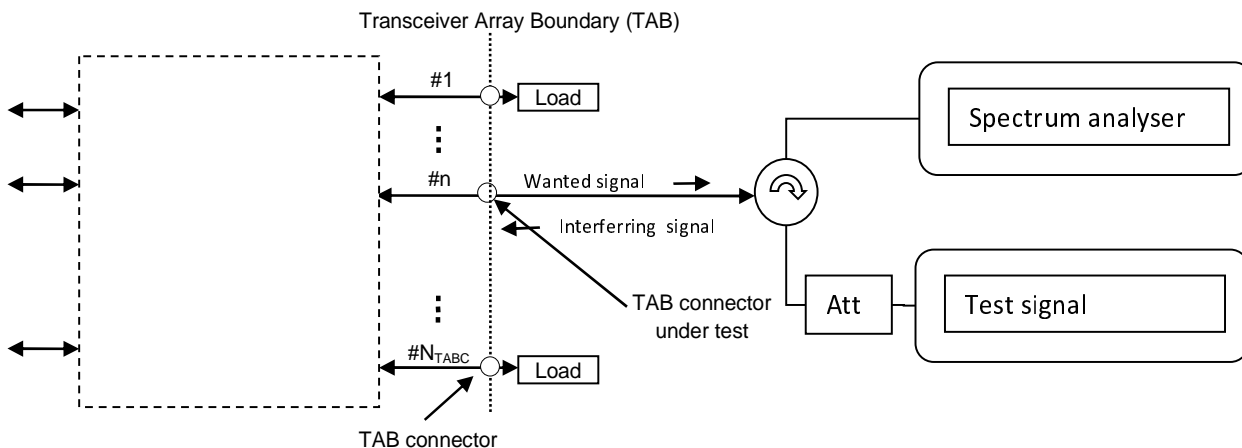 Transceiver Array Boundary (TAB)
#1
Load
Spectrum analyser
#n
Wanted signal
Interferring signal
TAB connector
under test
Att
Test signal
#NTABC
Load
TAB connector